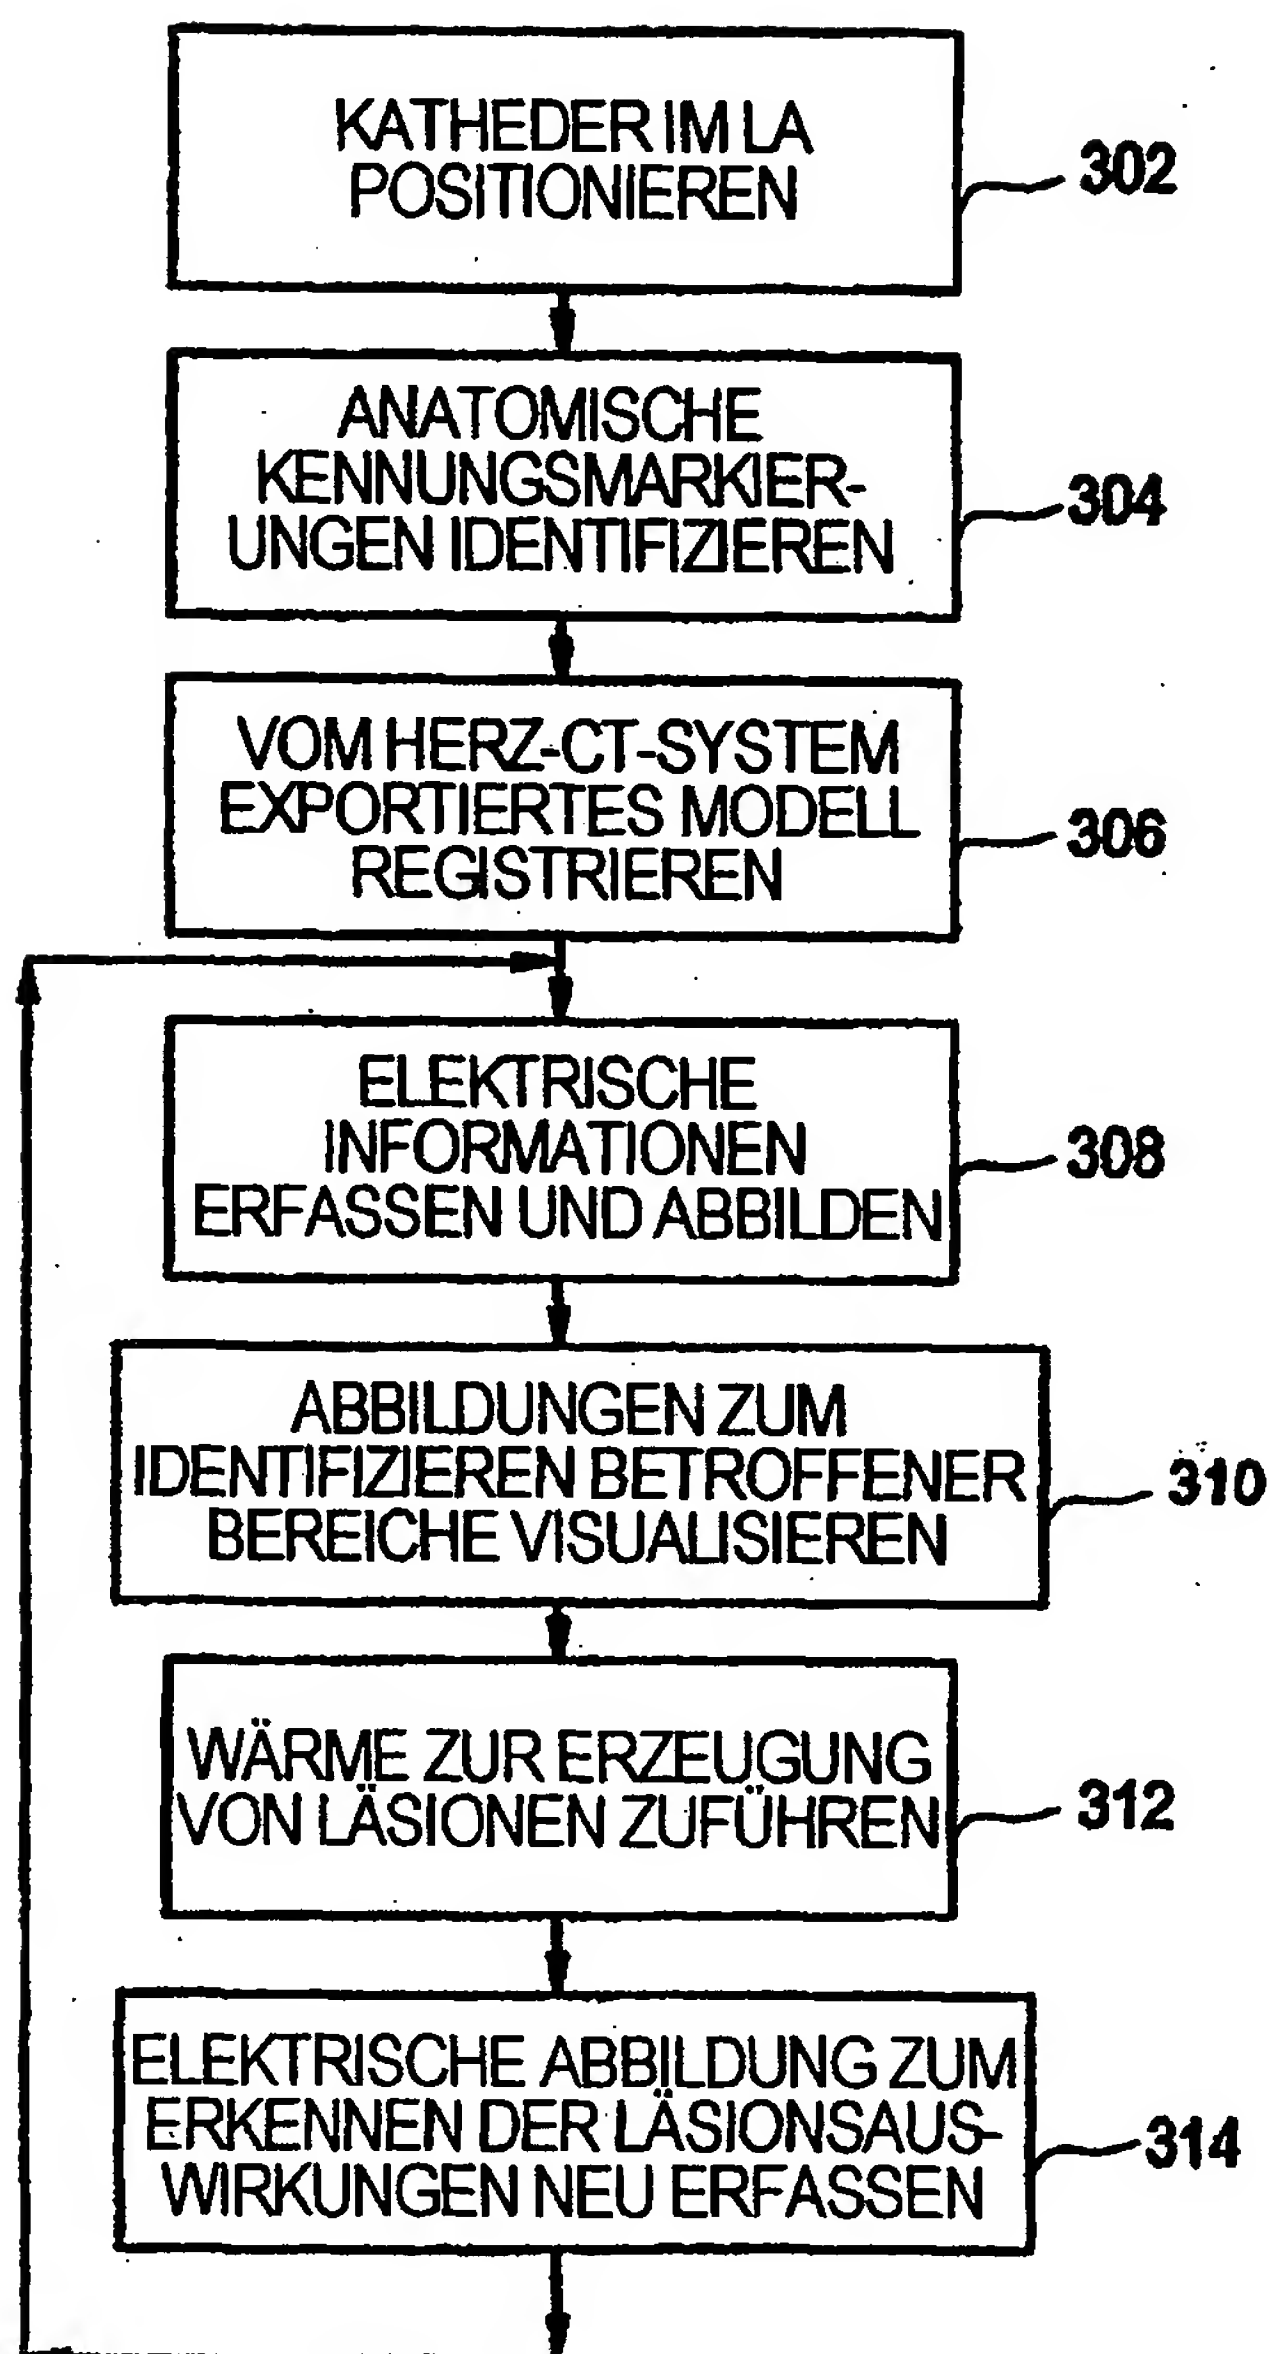 KATHEDER IM LA
POSITIONIEREN
302
ANATOMISCHE
KENNUNGSMARKIER-
UNGEN IDENTIFIZIEREN
304
VOM HERZ-CT-SYSTEM
EXPORTIERTES MODELL
REGISTRIEREN
306
ELEKTRISCHE
INFORMATIONEN
ERFASSEN UND ABBILDEN
308
ABBILDUNGEN ZUM
IDENTIFIZIEREN BETROFFENER
BEREICHE VISUALISIEREN
310
WÄRME ZUR ERZEUGUNG
VON LÄSIONEN ZUFÜHREN
312
ELEKTRISCHE ABBILDUNG ZUM
ERKENNEN DER LÄSIONSAUS-
WIRKUNGEN NEU ERFASSEN
314